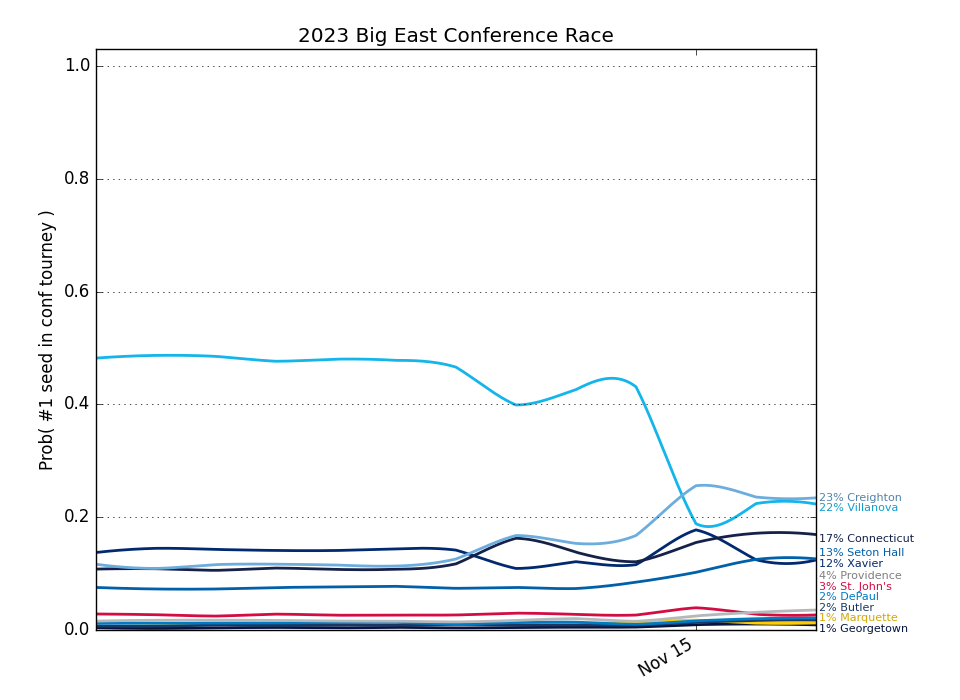 2023 Big East Conference Race
Prob( #1 seed in conf tourney )
1.0
0.8
0.6
0.4
0.2
0.0
Nov 15
23% Creighton
22% Villanova
17% Connecticut
13% Seton Hall
12% Xavier
4% Providence
3% St. John's
2% DePaul
2% Butler
1% Marquette
1% Georgetown